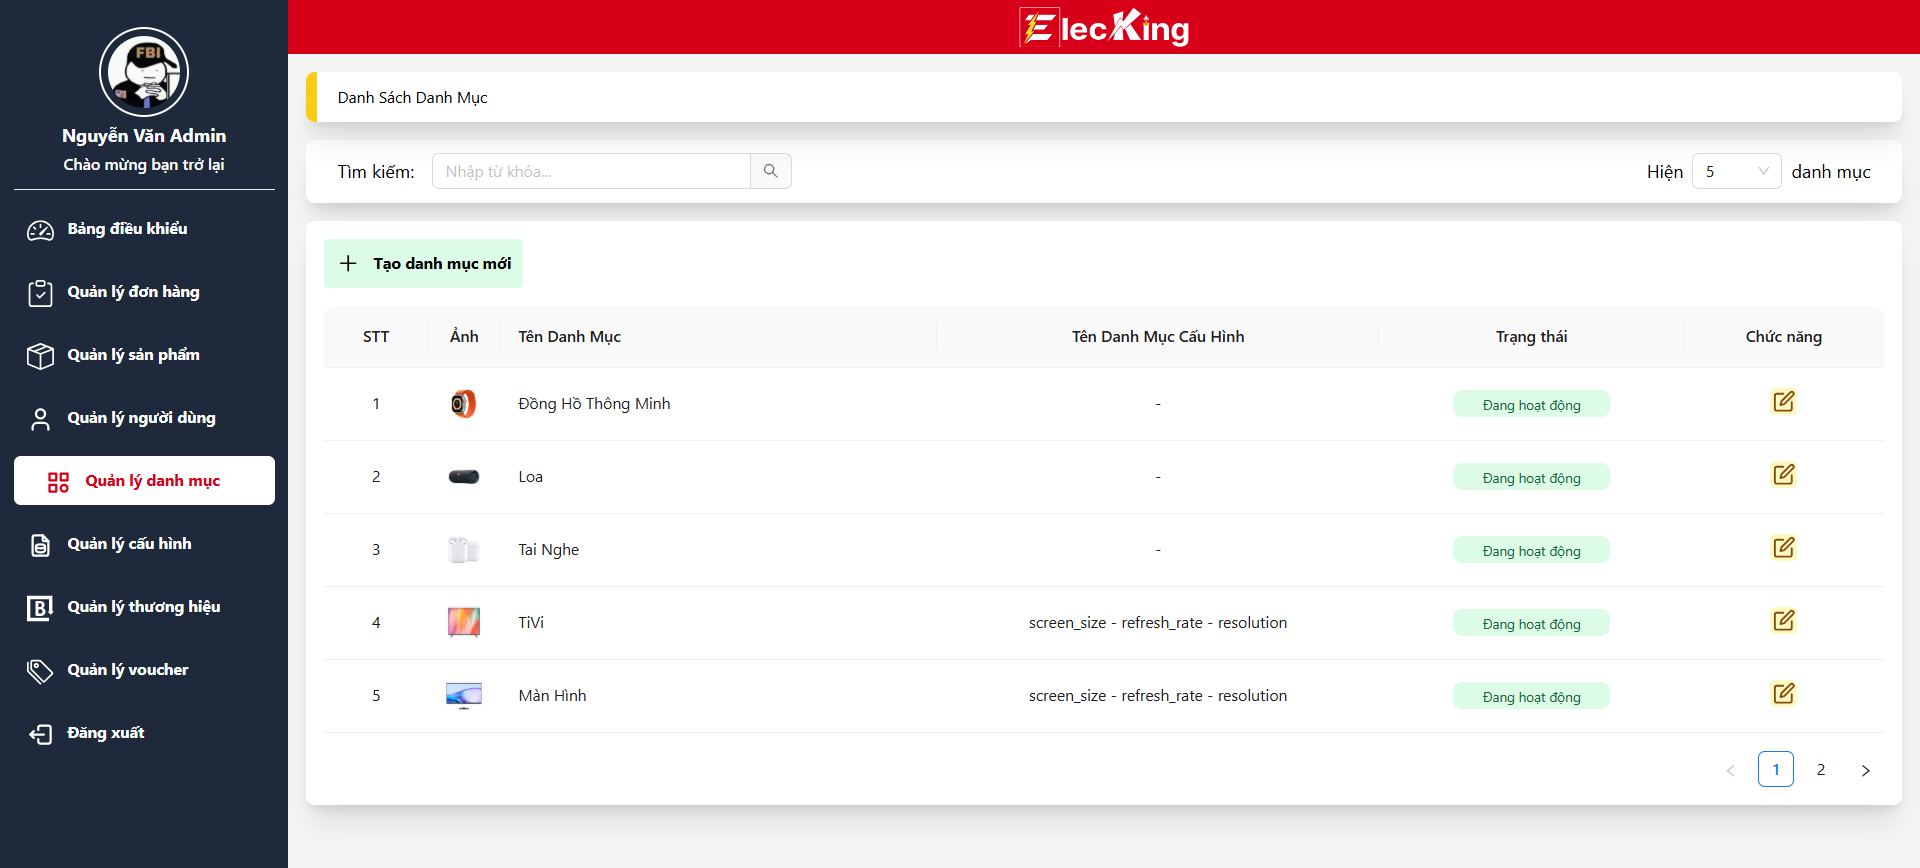 FBI
Nguyễn Văn Admin
Chào mừng bạn trở lại
Bảng điều khiểu
Quản lý đơn hàng
Quản lý sản phẩm
Quản lý người dùng
Quản lý danh mục
Quản lý cấu hình
Quản lý thương hiệu
Quản lý voucher
Đăng xuất
ElecKing
Danh Sách Danh Mục
Tìm kiếm: Nhập từ khóa... Hiện 5 danh mục
Tạo danh mục mới
STT Ảnh Tên Danh Mục Tên Danh Mục Cấu Hình Trạng thái Chức năng
1 Đồng Hồ Thông Minh - Đang hoạt động
2 Loa - Đang hoạt động
3 Tai Nghe - Đang hoạt động
4 TiVi screen_size - refresh_rate - resolution Đang hoạt động
5 Màn Hình screen_size - refresh_rate - resolution Đang hoạt động
1 2